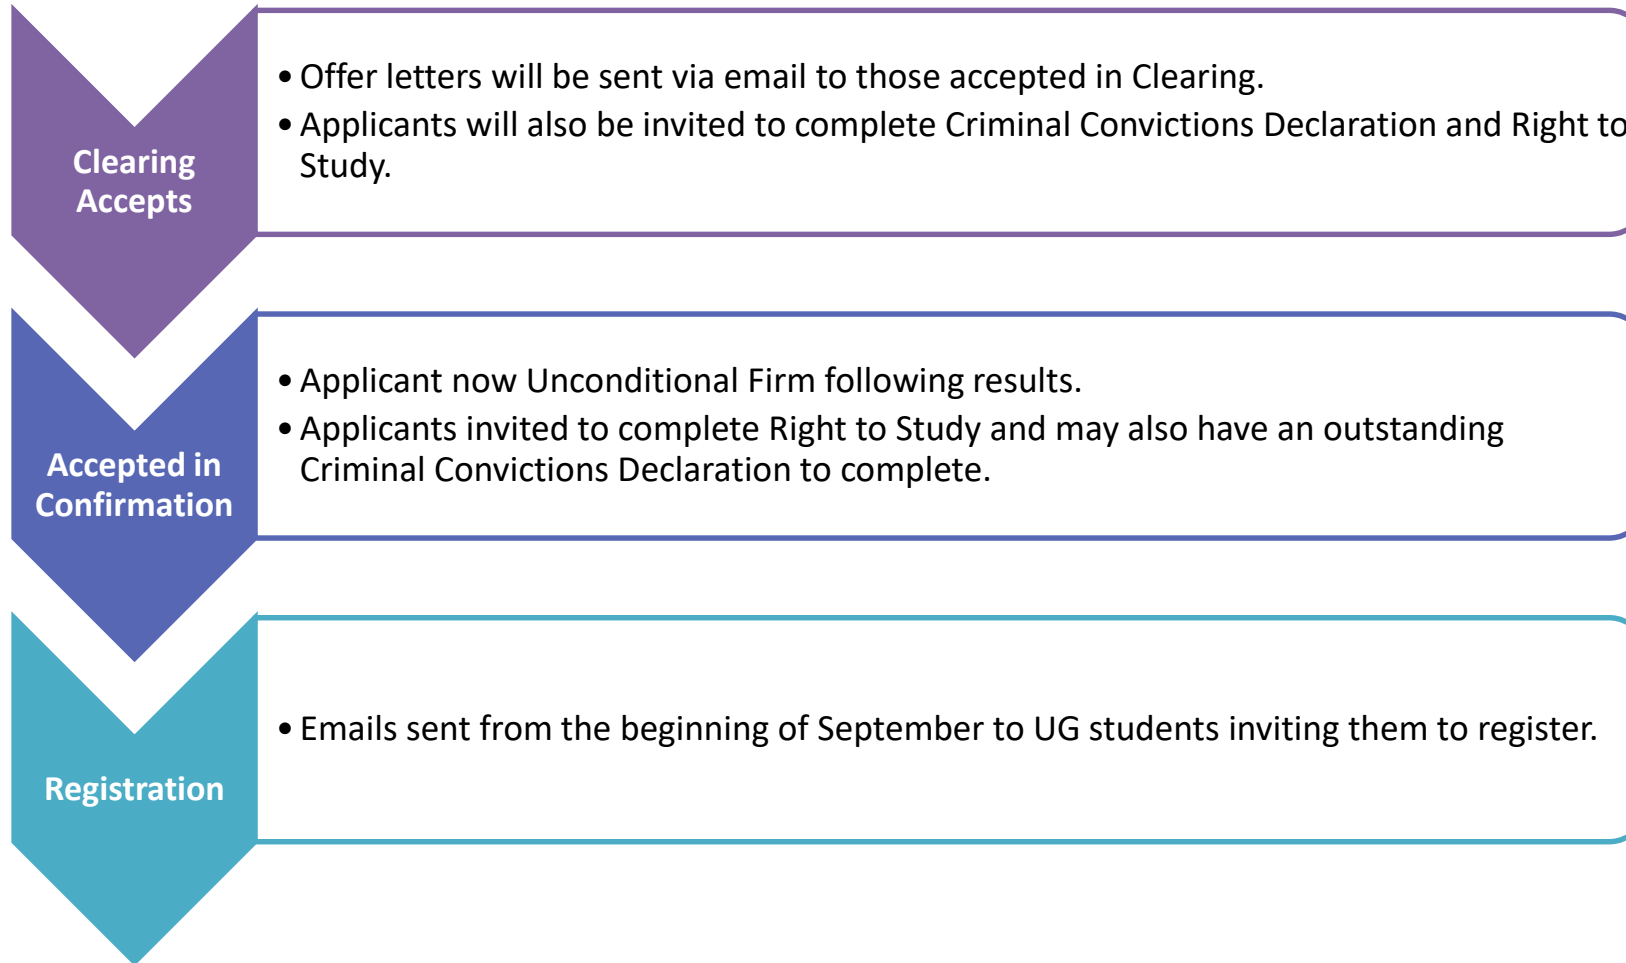 Clearing
Accepts
• Offer letters will be sent via email to those accepted in Clearing.
• Applicants will also be invited to complete Criminal Convictions Declaration and Right to
Study.
Accepted in
Confirmation
• Applicant now Unconditional Firm following results.
• Applicants invited to complete Right to Study and may also have an outstanding
Criminal Convictions Declaration to complete.
Registration
• Emails sent from the beginning of September to UG students inviting them to register.